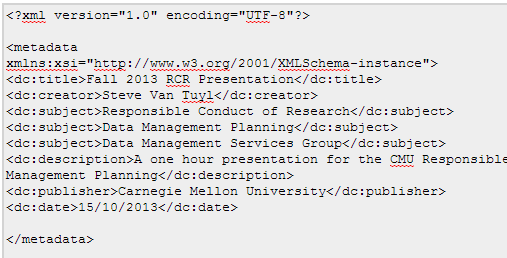 <?xml version="1.0" encoding="UTF-8"?>
<metadata
xmlns:xsi="http://www.w3.org/2001/XMLSchema-instance">
<dc:title>Fall 2013 RCR Presentation</dc:title>
<dc:creator>Steve Van Tuyl</dc:creator>
<dc:subject>Responsible Conduct of Research</dc:subject>
<dc:subject>Data Management Planning</dc:subject>
<dc:subject>Data Management Services Group</dc:subject>
<dc:description>A one hour presentation for the CMU Responsible
Management Planning</dc:description>
<dc:publisher>Carnegie Mellon University</dc:publisher>
<dc:date>15/10/2013</dc:date>
</metadata>